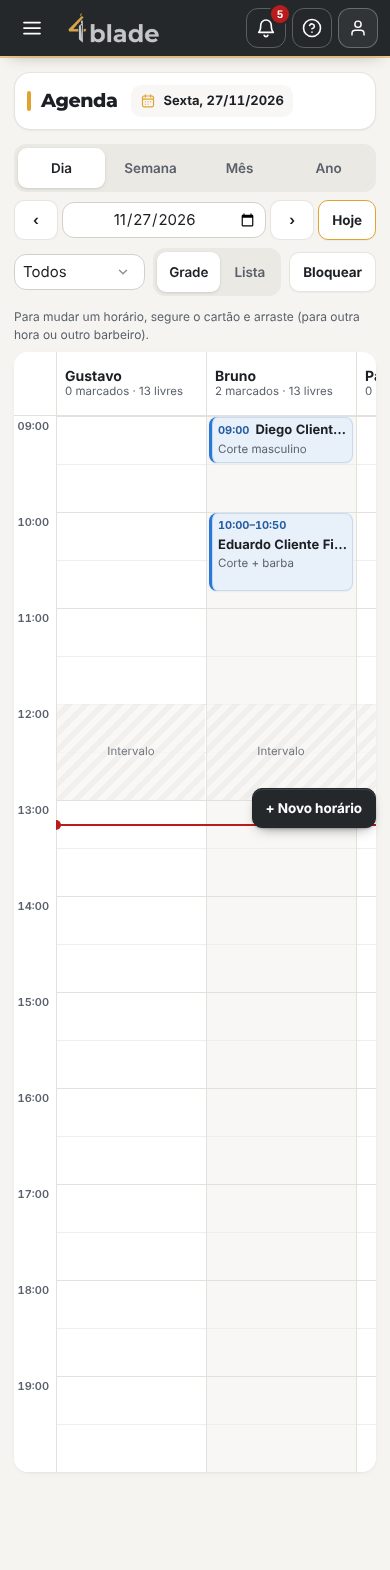 4blade
5
Agenda
Sexta, 27/11/2026
Dia
Semana
Mês
Ano
‹
11/27/2026
›
Hoje
Todos
Grade
Lista
Bloquear
Para mudar um horário, segure o cartão e arraste (para outra
hora ou outro barbeiro).
Gustavo
0 marcados · 13 livres
Bruno
2 marcados · 13 livres
0
09:00
09:00 Diego Client...
Corte masculino
10:00
10:00–10:50
Eduardo Cliente Fi...
Corte + barba
11:00
12:00
Intervalo
Intervalo
13:00
+ Novo horário
14:00
15:00
16:00
17:00
18:00
19:00